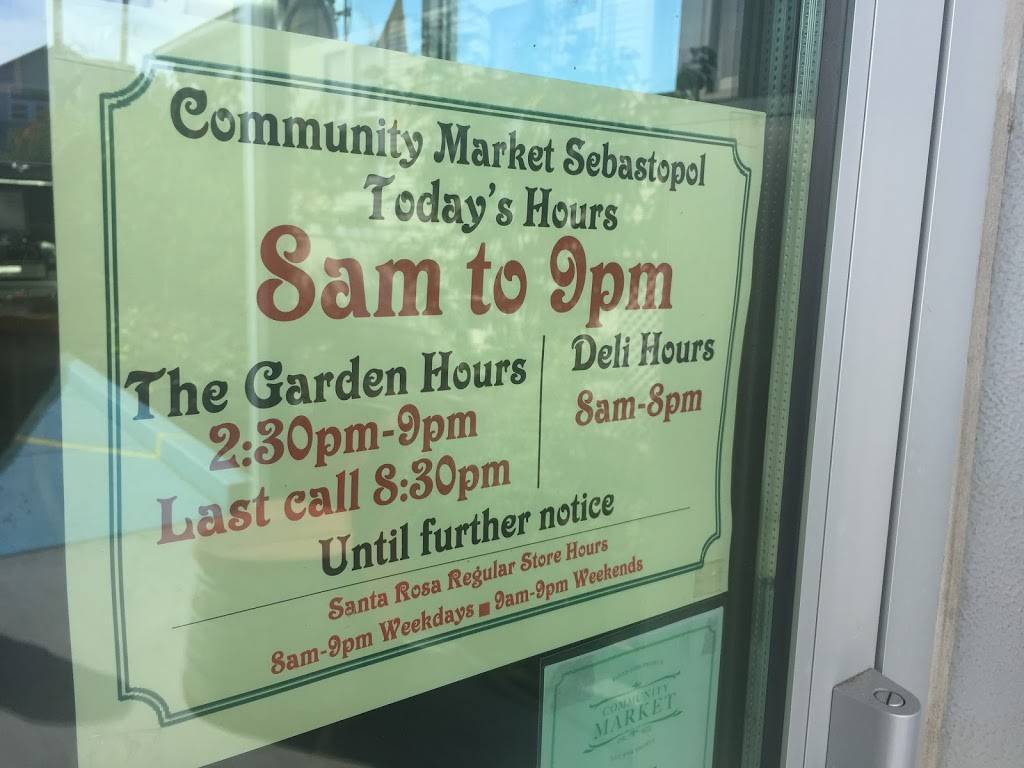 Community Market Sebastopol
Today's Hours
8am to 9pm
The Garden Hours
2:30pm-9pm
Last call 8:30pm
Deli Hours
8am-8pm
Until further notice
Santa Rosa Regular Store Hours
8am-9pm Weekdays ■ 9am-9pm Weekends
COMMUNITY
MARKET